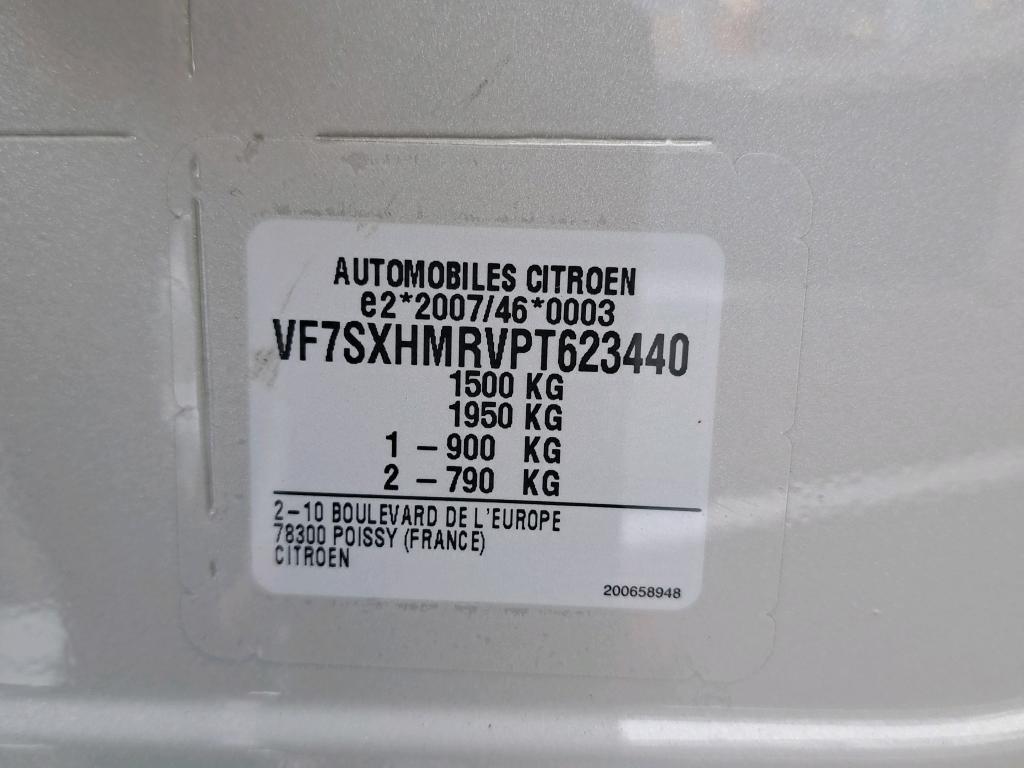 AUTOMOBILES CITROEN
e2*2007/46*0003
VF7SXHMRVPT623440
1500 KG
1950 KG
1 - 900 KG
2 - 790 KG
2-10 BOULEVARD DE L'EUROPE
78300 POISSY (FRANCE)
CITROEN
200658948